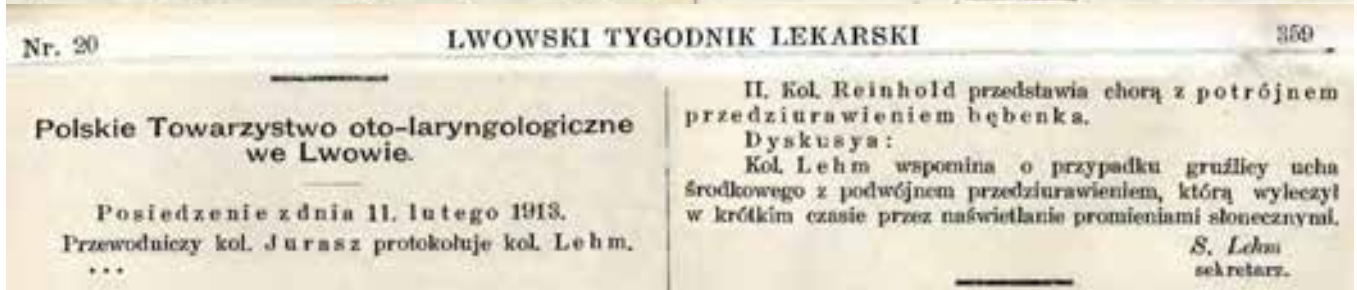 Nr. 20
LWOWSKI TYGODNIK LEKARSKI
359
Polskie Towarzystwo oto-laryngologiczne
we Lwowie.
Posiedzenie z dnia 11. lutego 1913.
Przewodniczy kol. Jurasz protokołuje kol. Lehm.
...
II. Kol. Reinhold przedstawia chorą z potrójnem
przedziurawieniem bębenka.
Dyskusya:
Kol. Lehm wspomina o przypadku gruźlicy ucha
środkowego z podwójnem przedziurawieniem, którą wyleczył
w krótkim czasie przez naświetlanie promieniami słonecznymi.
S. Lehm
sekretarz.